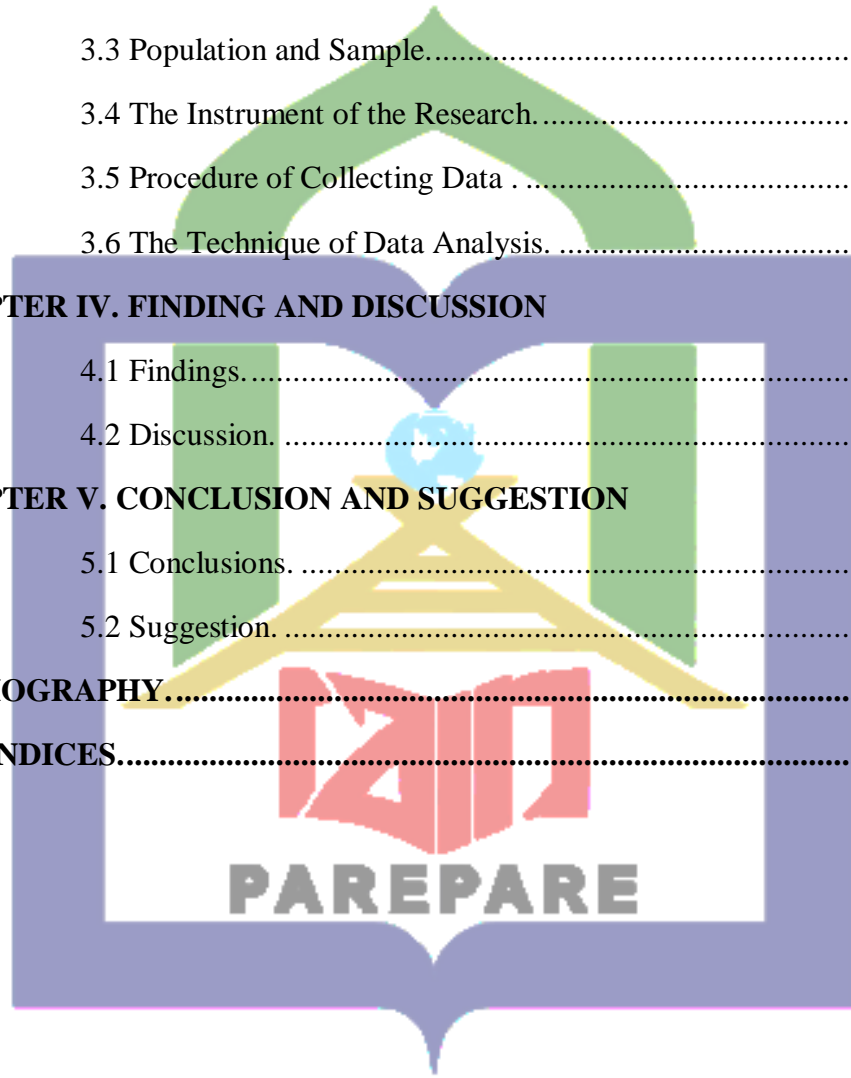 3.3 Population and Sample.....................................................
3.4 The Instrument of the Research.......................................
3.5 Procedure of Collecting Data . .........................................
3.6 The Technique of Data Analysis. .....................................
PTER IV. FINDING AND DISCUSSION
4.1 Findings.............................................................................
4.2 Discussion. ........................................................................
PTER V. CONCLUSION AND SUGGESTION
5.1 Conclusions. ......................................................................
5.2 Suggestion. ........................................................................
IOGRAPHY.........................................................................................
NDICES................................................................................................
iain
PAREPARE